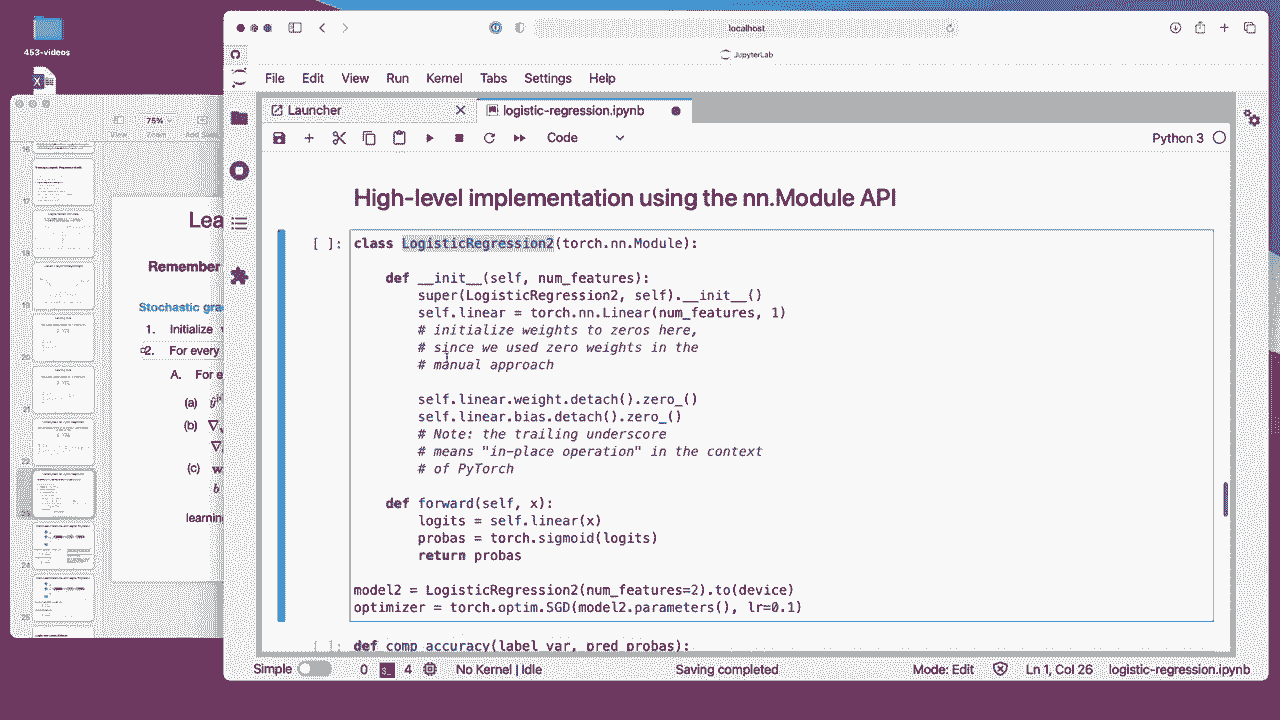 453-videos
localhost
JupyterLab
File Edit View Run Kernel Tabs Settings Help
Launcher
logistic-regression.ipynb
Code
Python 3
75%
View
Zoom
Lea
Remember
Stochastic gra
1. Initialize
2. For every
A. For e
(a)
(b)
(c)
learning
High-level implementation using the nn.Module API
[ ]: class LogisticRegression2(torch.nn.Module):
def __init__(self, num_features):
super(LogisticRegression2, self).__init__()
self.linear = torch.nn.Linear(num_features, 1)
# initialize weights to zeros here,
# since we used zero weights in the
# manual approach
self.linear.weight.detach().zero_()
self.linear.bias.detach().zero_()
# Note: the trailing underscore
# means "in-place operation" in the context
# of PyTorch
def forward(self, x):
logits = self.linear(x)
probas = torch.sigmoid(logits)
return probas
model2 = LogisticRegression2(num_features=2).to(device)
optimizer = torch.optim.SGD(model2.parameters(), lr=0.1)
[ ]: def comp_accuracy(label_var, pred_probas):
Simple 0 4 No Kernel | Idle Saving completed Mode: Edit Ln 1, Col 26 logistic-regression.ipynb